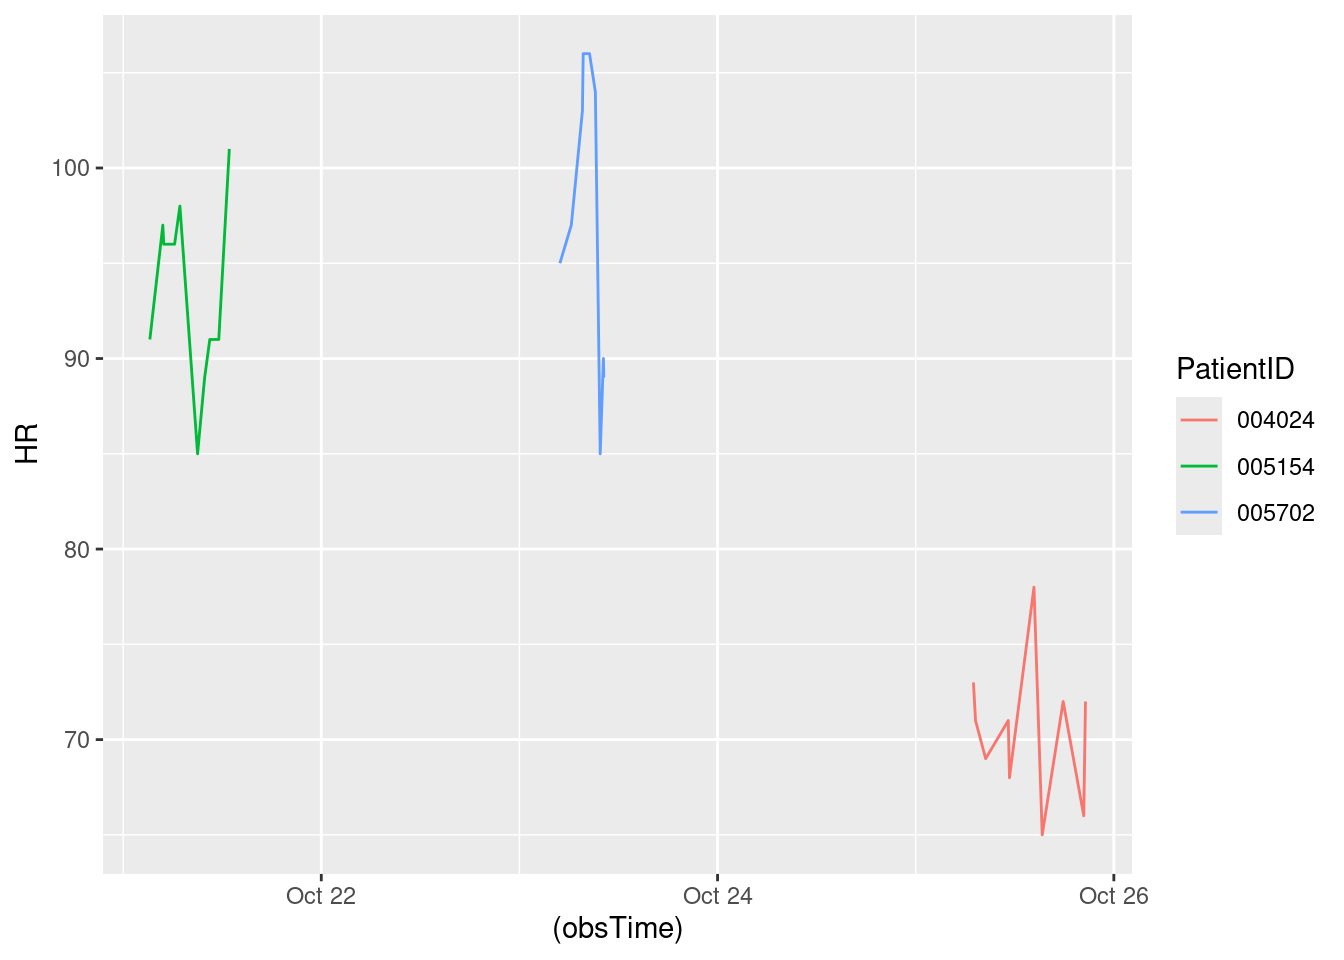 100
90
80
70
HR
Oct 22
Oct 24
Oct 26
(obsTime)
PatientID
004024
005154
005702